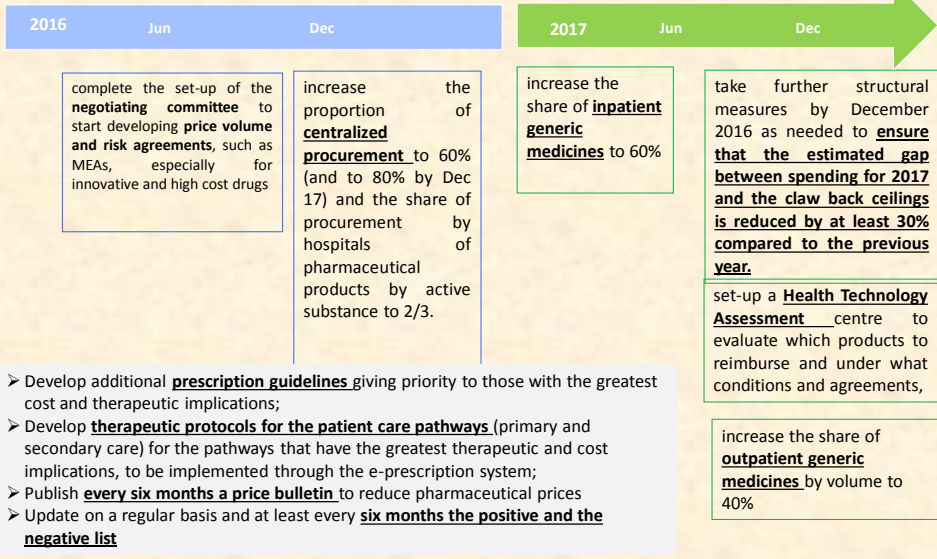 2016 Jun Dec 2017 Jun Dec
complete the set-up of the
negotiating committee to
start developing price volume
and risk agreements, such as
MEAs, especially for
innovative and high cost drugs
increase the
proportion of
centralized
procurement to 60%
(and to 80% by Dec
17) and the share of
procurement by
hospitals of
pharmaceutical
products by active
substance to 2/3.
increase the
share of inpatient
generic
medicines to 60%
take further structural
measures by December
2016 as needed to ensure
that the estimated gap
between spending for 2017
and the claw back ceilings
is reduced by at least 30%
compared to the previous
year.
set-up a Health Technology
Assessment centre to
evaluate which products to
reimburse and under what
conditions and agreements,
increase the share of
outpatient generic
medicines by volume to
40%
➢ Develop additional prescription guidelines giving priority to those with the greatest
cost and therapeutic implications;
➢ Develop therapeutic protocols for the patient care pathways (primary and
secondary care) for the pathways that have the greatest therapeutic and cost
implications, to be implemented through the e-prescription system;
➢ Publish every six months a price bulletin to reduce pharmaceutical prices
➢ Update on a regular basis and at least every six months the positive and the
negative list